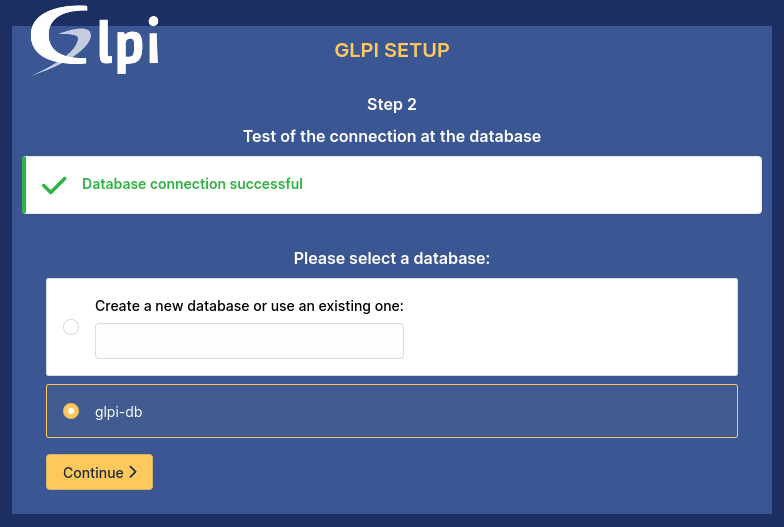 Glpi
GLPI SETUP
Step 2
Test of the connection at the database
Database connection successful
Please select a database:
Create a new database or use an existing one:
glpi-db
Continue